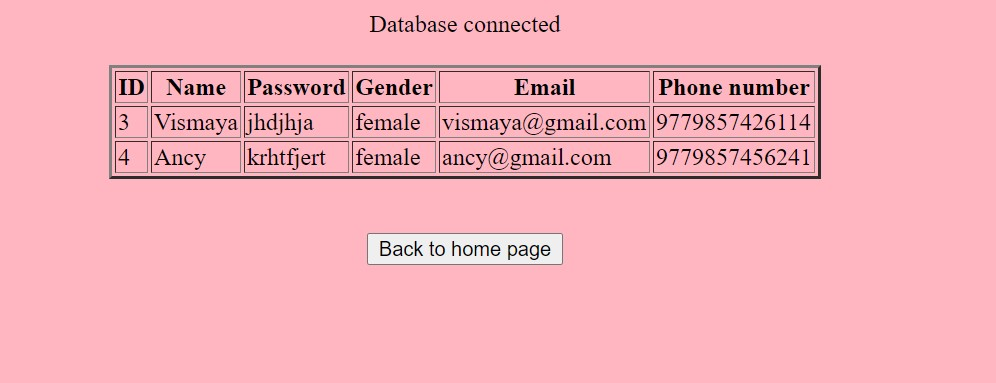 Database connected
ID Name Password Gender Email Phone number
3 Vismaya jhdjhja female vismaya@gmail.com 9779857426114
4 Ancy krhtfjert female ancy@gmail.com 9779857456241
Back to home page